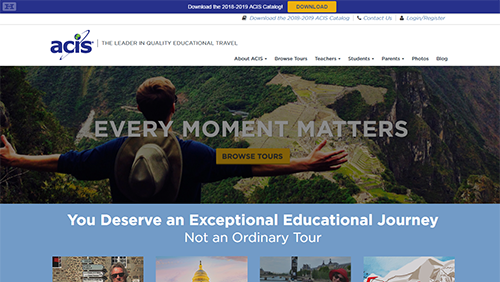 Download the 2018-2019 ACIS Catalog! DOWNLOAD
Download the 2018-2019 ACIS Catalog | Contact Us | Login/Register
acis | THE LEADER IN QUALITY EDUCATIONAL TRAVEL
About ACIS Browse Tours Teachers Students Parents Photos Blog
EVERY MOMENT MATTERS
BROWSE TOURS
You Deserve an Exceptional Educational Journey
Not an Ordinary Tour